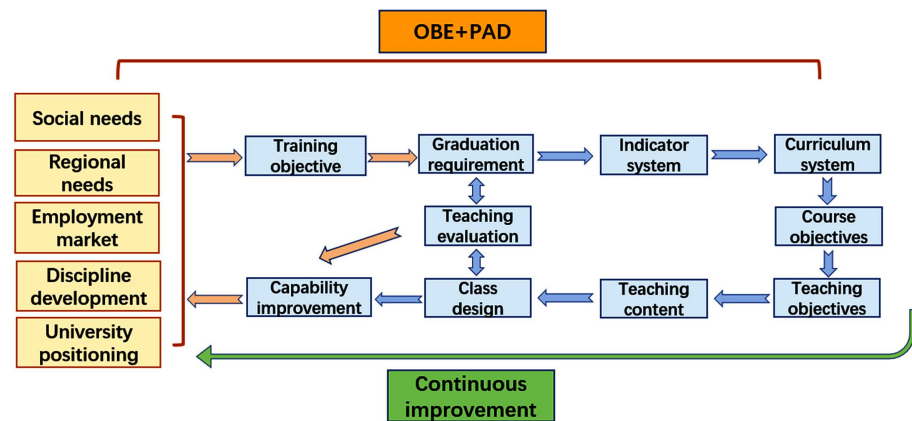 OBE+PAD
Social needs
Regional
needs
Employment
market
Discipline
development
University
positioning
Training
objective
Graduation
requirement
Indicator
system
Curriculum
system
Teaching
evaluation
Course
objectives
Capability
improvement
Class
design
Teaching
content
Teaching
objectives
Continuous
improvement